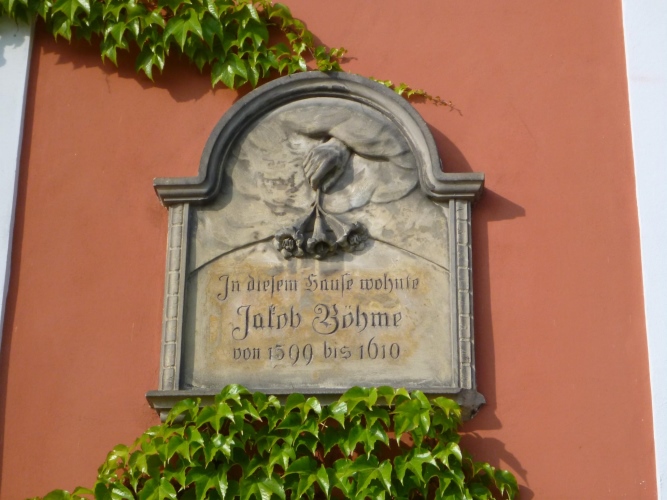 In diesem Hause wohnte
Jakob Böhme
von 1599 bis 1610